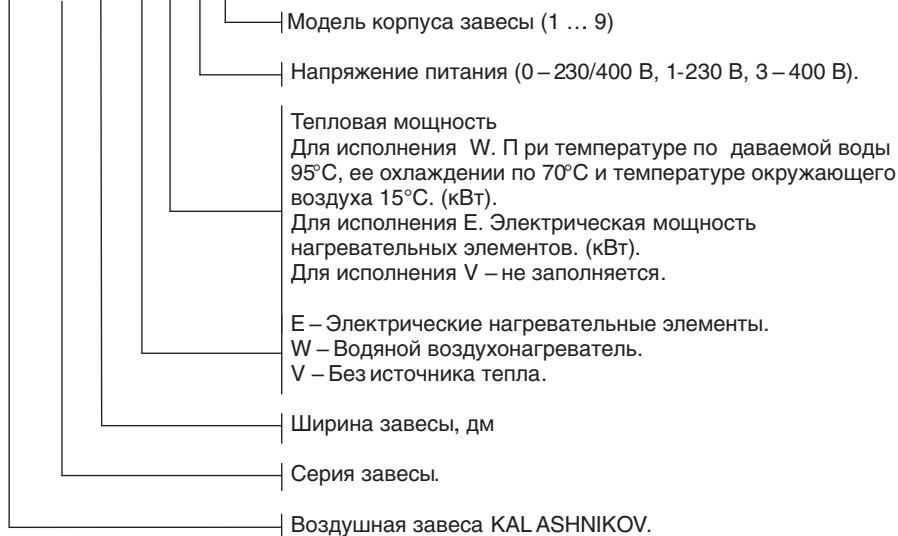 Модель корпуса завесы (1 … 9)
Напряжение питания (0 – 230/400 В, 1-230 В, 3 – 400 В).
Тепловая мощность
Для исполнения W. П ри температуре по даваемой воды
95°С, ее охлаждении по 70°С и температуре окружающего
воздуха 15°С. (кВт).
Для исполнения Е. Электрическая мощность
нагревательных элементов. (кВт).
Для исполнения V – не заполняется.
Е – Электрические нагревательные элементы.
W – Водяной воздухонагреватель.
V – Без источника тепла.
Ширина завесы, дм
Серия завесы.
Воздушная завеса KAL ASHNIKOV.